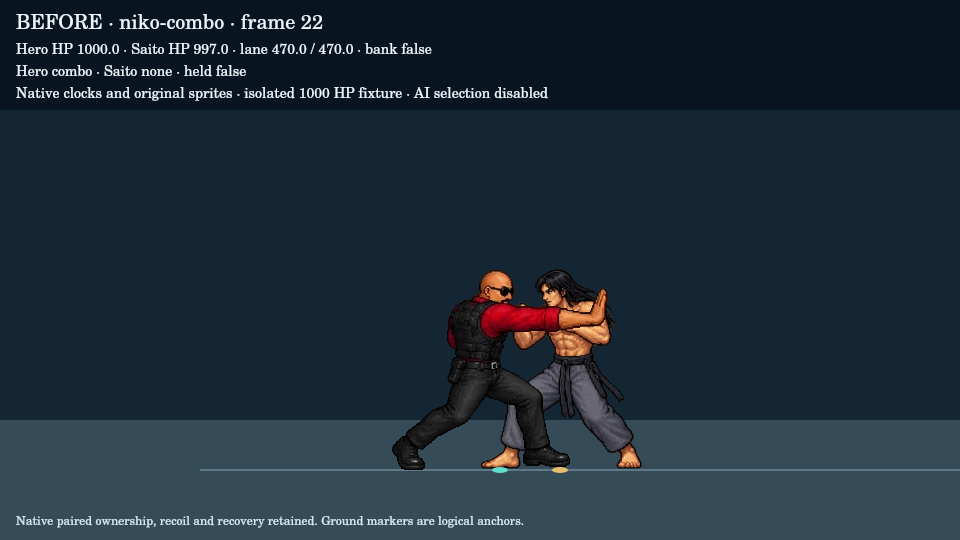 BEFORE · niko-combo · frame 22
Hero HP 1000.0 · Saito HP 997.0 · lane 470.0 / 470.0 · bank false
Hero combo · Saito none · held false
Native clocks and original sprites · isolated 1000 HP fixture · AI selection disabled
Native paired ownership, recoil and recovery retained. Ground markers are logical anchors.